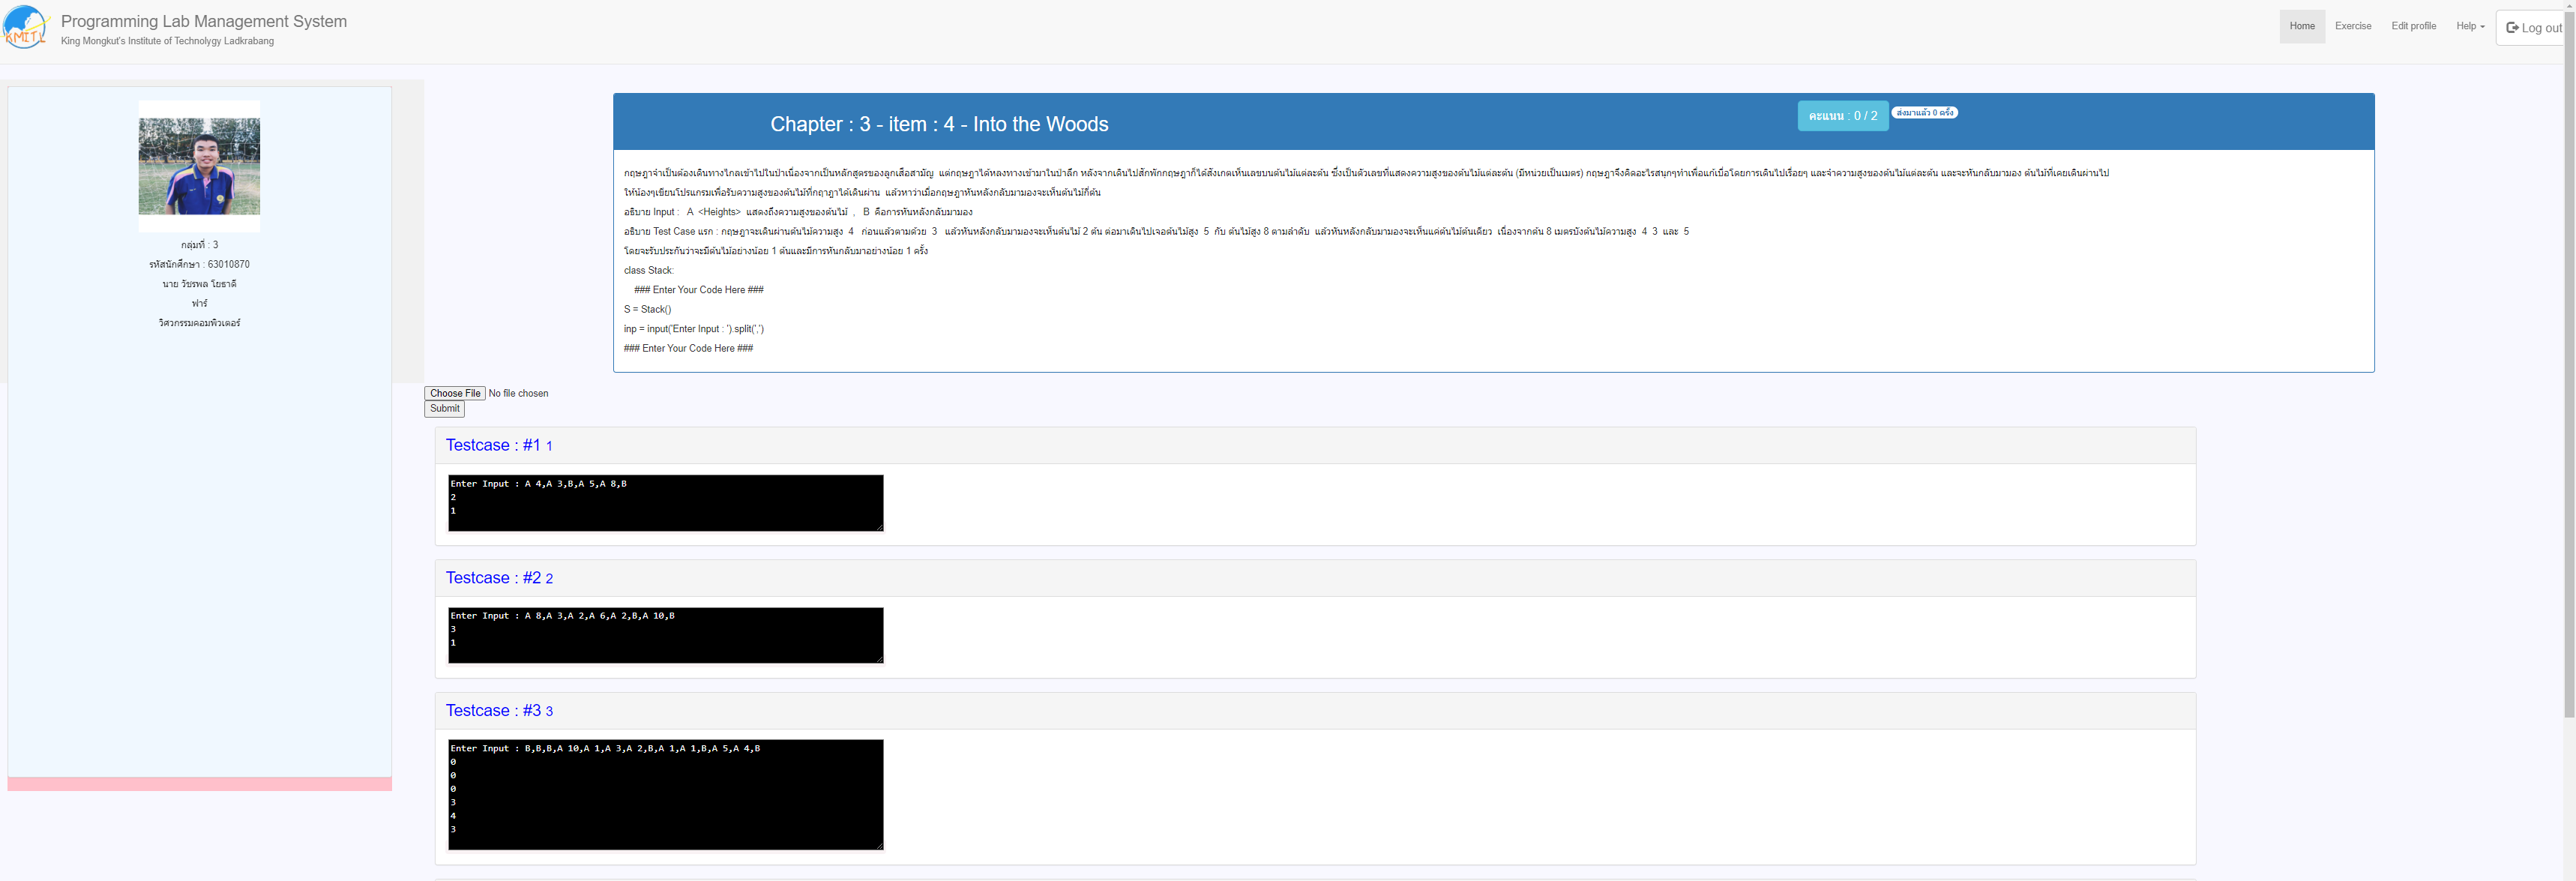 KMITL
Programming Lab Management System
King Mongkut's Institute of Technolygy Ladkrabang
Home
Exercise
Edit profile
Help
Log out
กลุ่มที่ : 3
รหัสนักศึกษา : 63010870
นาย วัชรพล โยธาดี
ฟาร์
วิศวกรรมคอมพิวเตอร์
Chapter : 3 - item : 4 - Into the Woods
คะแนน : 0 / 2
ส่งมาแล้ว 0 ครั้ง
กฤษฎาจำเป็นต้องเดินทางไกลเข้าไปในป่าเนื่องจากเป็นหลักสูตรของลูกเสือสามัญ แต่กฤษฎาได้หลงทางเข้ามาในป่าลึก หลังจากเดินไปสักพักกฤษฎาก็ได้สังเกตเห็นเลขบนต้นไม้แต่ละต้น ซึ่งเป็นตัวเลขที่แสดงความสูงของต้นไม้แต่ละต้น (มีหน่วยเป็นเมตร) กฤษฎาจึงคิดอะไรสนุกๆทำเพื่อแก้เบื่อโดยการเดินไปเรื่อยๆ และจำความสูงของต้นไม้แต่ละต้น และจะหันกลับมามอง ต้นไม้ที่เคยเดินผ่านไป
ให้น้องๆเขียนโปรแกรมเพื่อรับความสูงของต้นไม้ที่กฤาฎาได้เดินผ่าน แล้วหาว่าเมื่อกฤษฎาหันหลังกลับมามองจะเห็นต้นไม้กี่ต้น
อธิบาย Input : A <Heights> แสดงถึงความสูงของต้นไม้ , B คือการหันหลังกลับมามอง
อธิบาย Test Case แรก : กฤษฎาจะเดินผ่านต้นไม้ความสูง 4 ก่อนแล้วตามด้วย 3 แล้วหันหลังกลับมามองจะเห็นต้นไม้ 2 ต้น ต่อมาเดินไปเจอต้นไม้สูง 5 กับ ต้นไม้สูง 8 ตามลำดับ แล้วหันหลังกลับมามองจะเห็นแค่ต้นไม้ต้นเดียว เนื่องจากต้น 8 เมตรบังต้นไม้ความสูง 4 3 และ 5
โดยจะรับประกันว่าจะมีต้นไม้อย่างน้อย 1 ต้นและมีการหันกลับมาอย่างน้อย 1 ครั้ง
class Stack:
### Enter Your Code Here ###
S = Stack()
inp = input('Enter Input : ').split(',')
### Enter Your Code Here ###
Choose File No file chosen
Submit
Testcase : #1 1
Enter Input : A 4,A 3,B,A 5,A 8,B
2
1
Testcase : #2 2
Enter Input : A 8,A 3,A 2,A 6,A 2,B,A 10,B
3
1
Testcase : #3 3
Enter Input : B,B,B,A 10,A 1,A 3,A 2,B,A 1,A 1,B,A 5,A 4,B
0
0
0
3
4
3